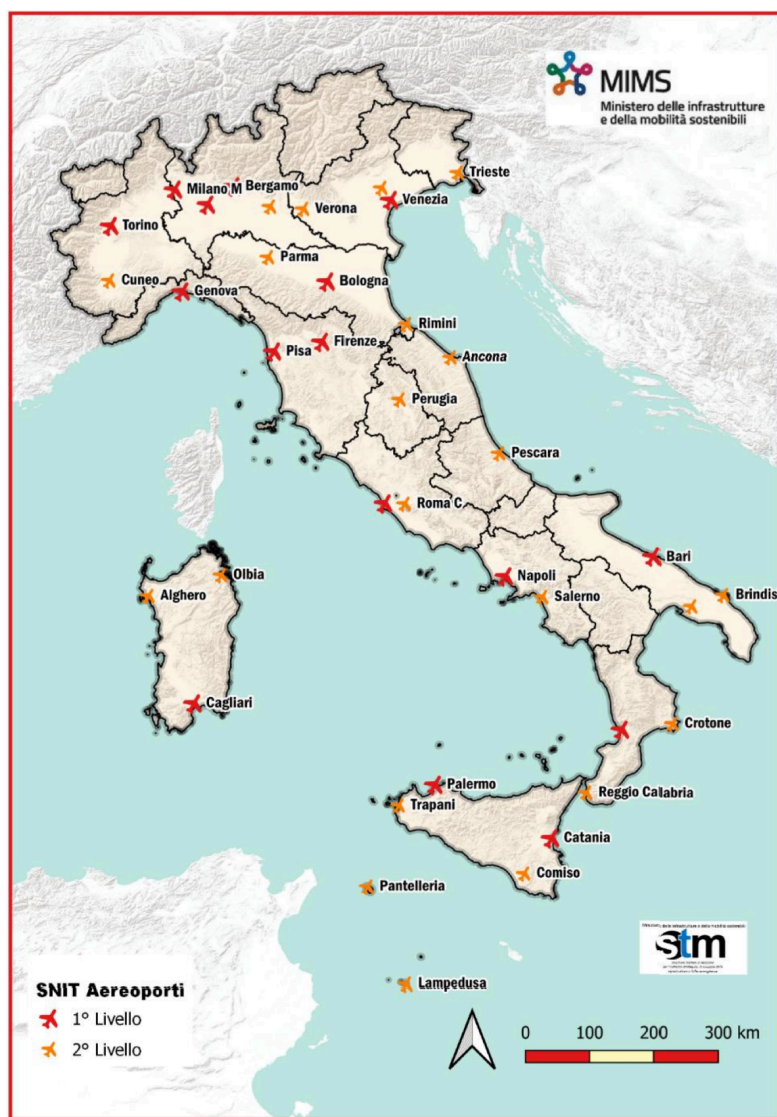 MIMS
Ministero delle infrastrutture
e della mobilità sostenibili
Trieste
Milano M
Bergamo
Verona
Venezia
Torino
Parma
Cuneo
Genova
Bologna
Rimini
Pisa
Firenze
Ancona
Perugia
Pescara
Roma C
Bari
Olbia
Alghero
Napoli
Salerno
Brindis
Cagliari
Crotone
Palermo
Reggio Calabria
Trapani
Catania
Comiso
Pantelleria
stm
Lampedusa
SNIT Aereoporti
1° Livello
2° Livello
0 100 200 300 km